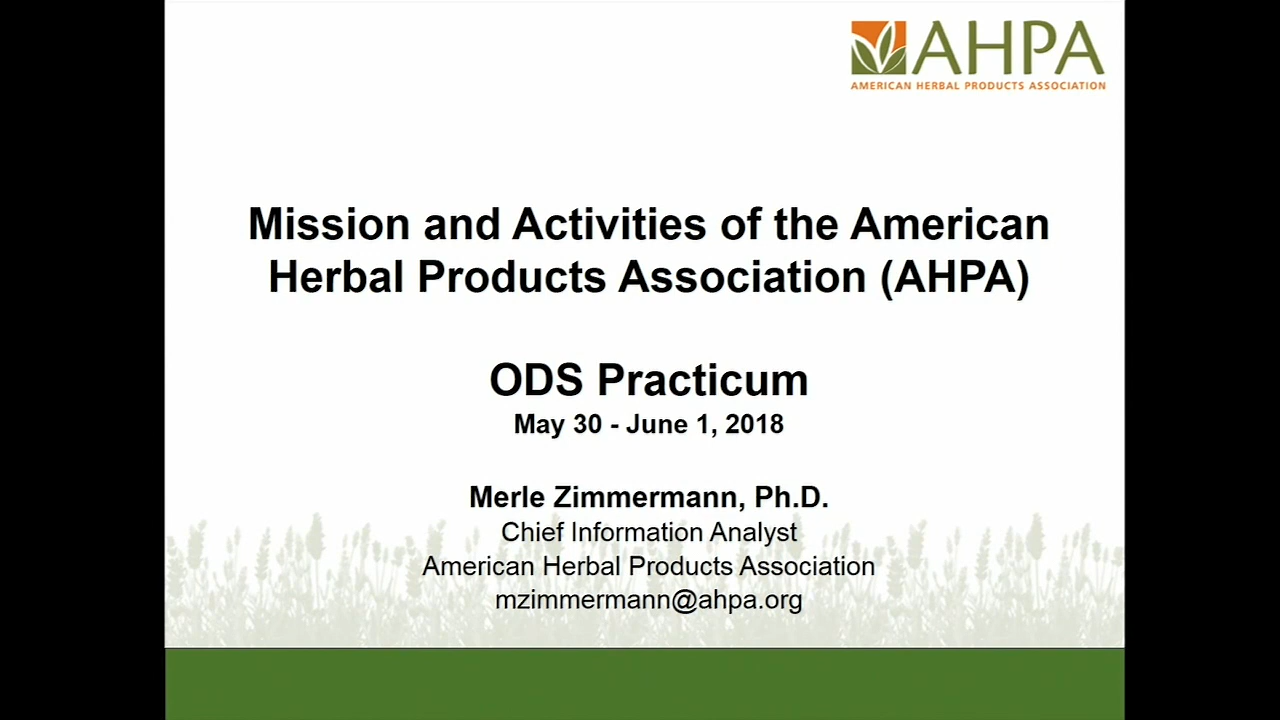 AHPA
AMERICAN HERBAL PRODUCTS ASSOCIATION
Mission and Activities of the American
Herbal Products Association (AHPA)
ODS Practicum
May 30 - June 1, 2018
Merle Zimmermann, Ph.D.
Chief Information Analyst
American Herbal Products Association
mzimmermann@ahpa.org